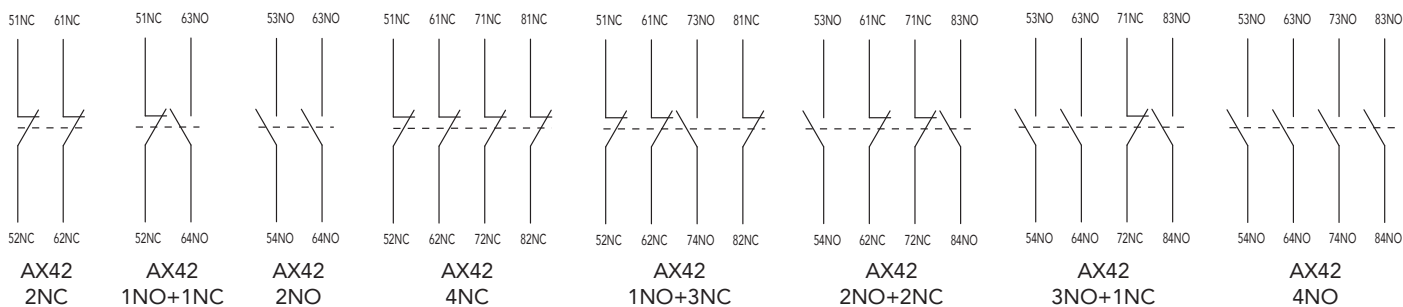 51NC 61NC 51NC 63NO 53NO 63NO 51NC 61NC 71NC 81NC 51NC 61NC 73NO 81NC 53NO 61NC 71NC 83NO 53NO 63NO 71NC 83NO 53NO 63NO 73NO 83NO
52NC 62NC 52NC 64NO 54NO 64NO 52NC 62NC 72NC 82NC 52NC 62NC 74NO 82NC 54NO 62NC 72NC 84NO 54NO 64NO 72NC 84NO 54NO 64NO 74NO 84NO
AX42 AX42 AX42 AX42 AX42 AX42 AX42 AX42
2NC 1NO+1NC 2NO 4NC 1NO+3NC 2NO+2NC 3NO+1NC 4NO